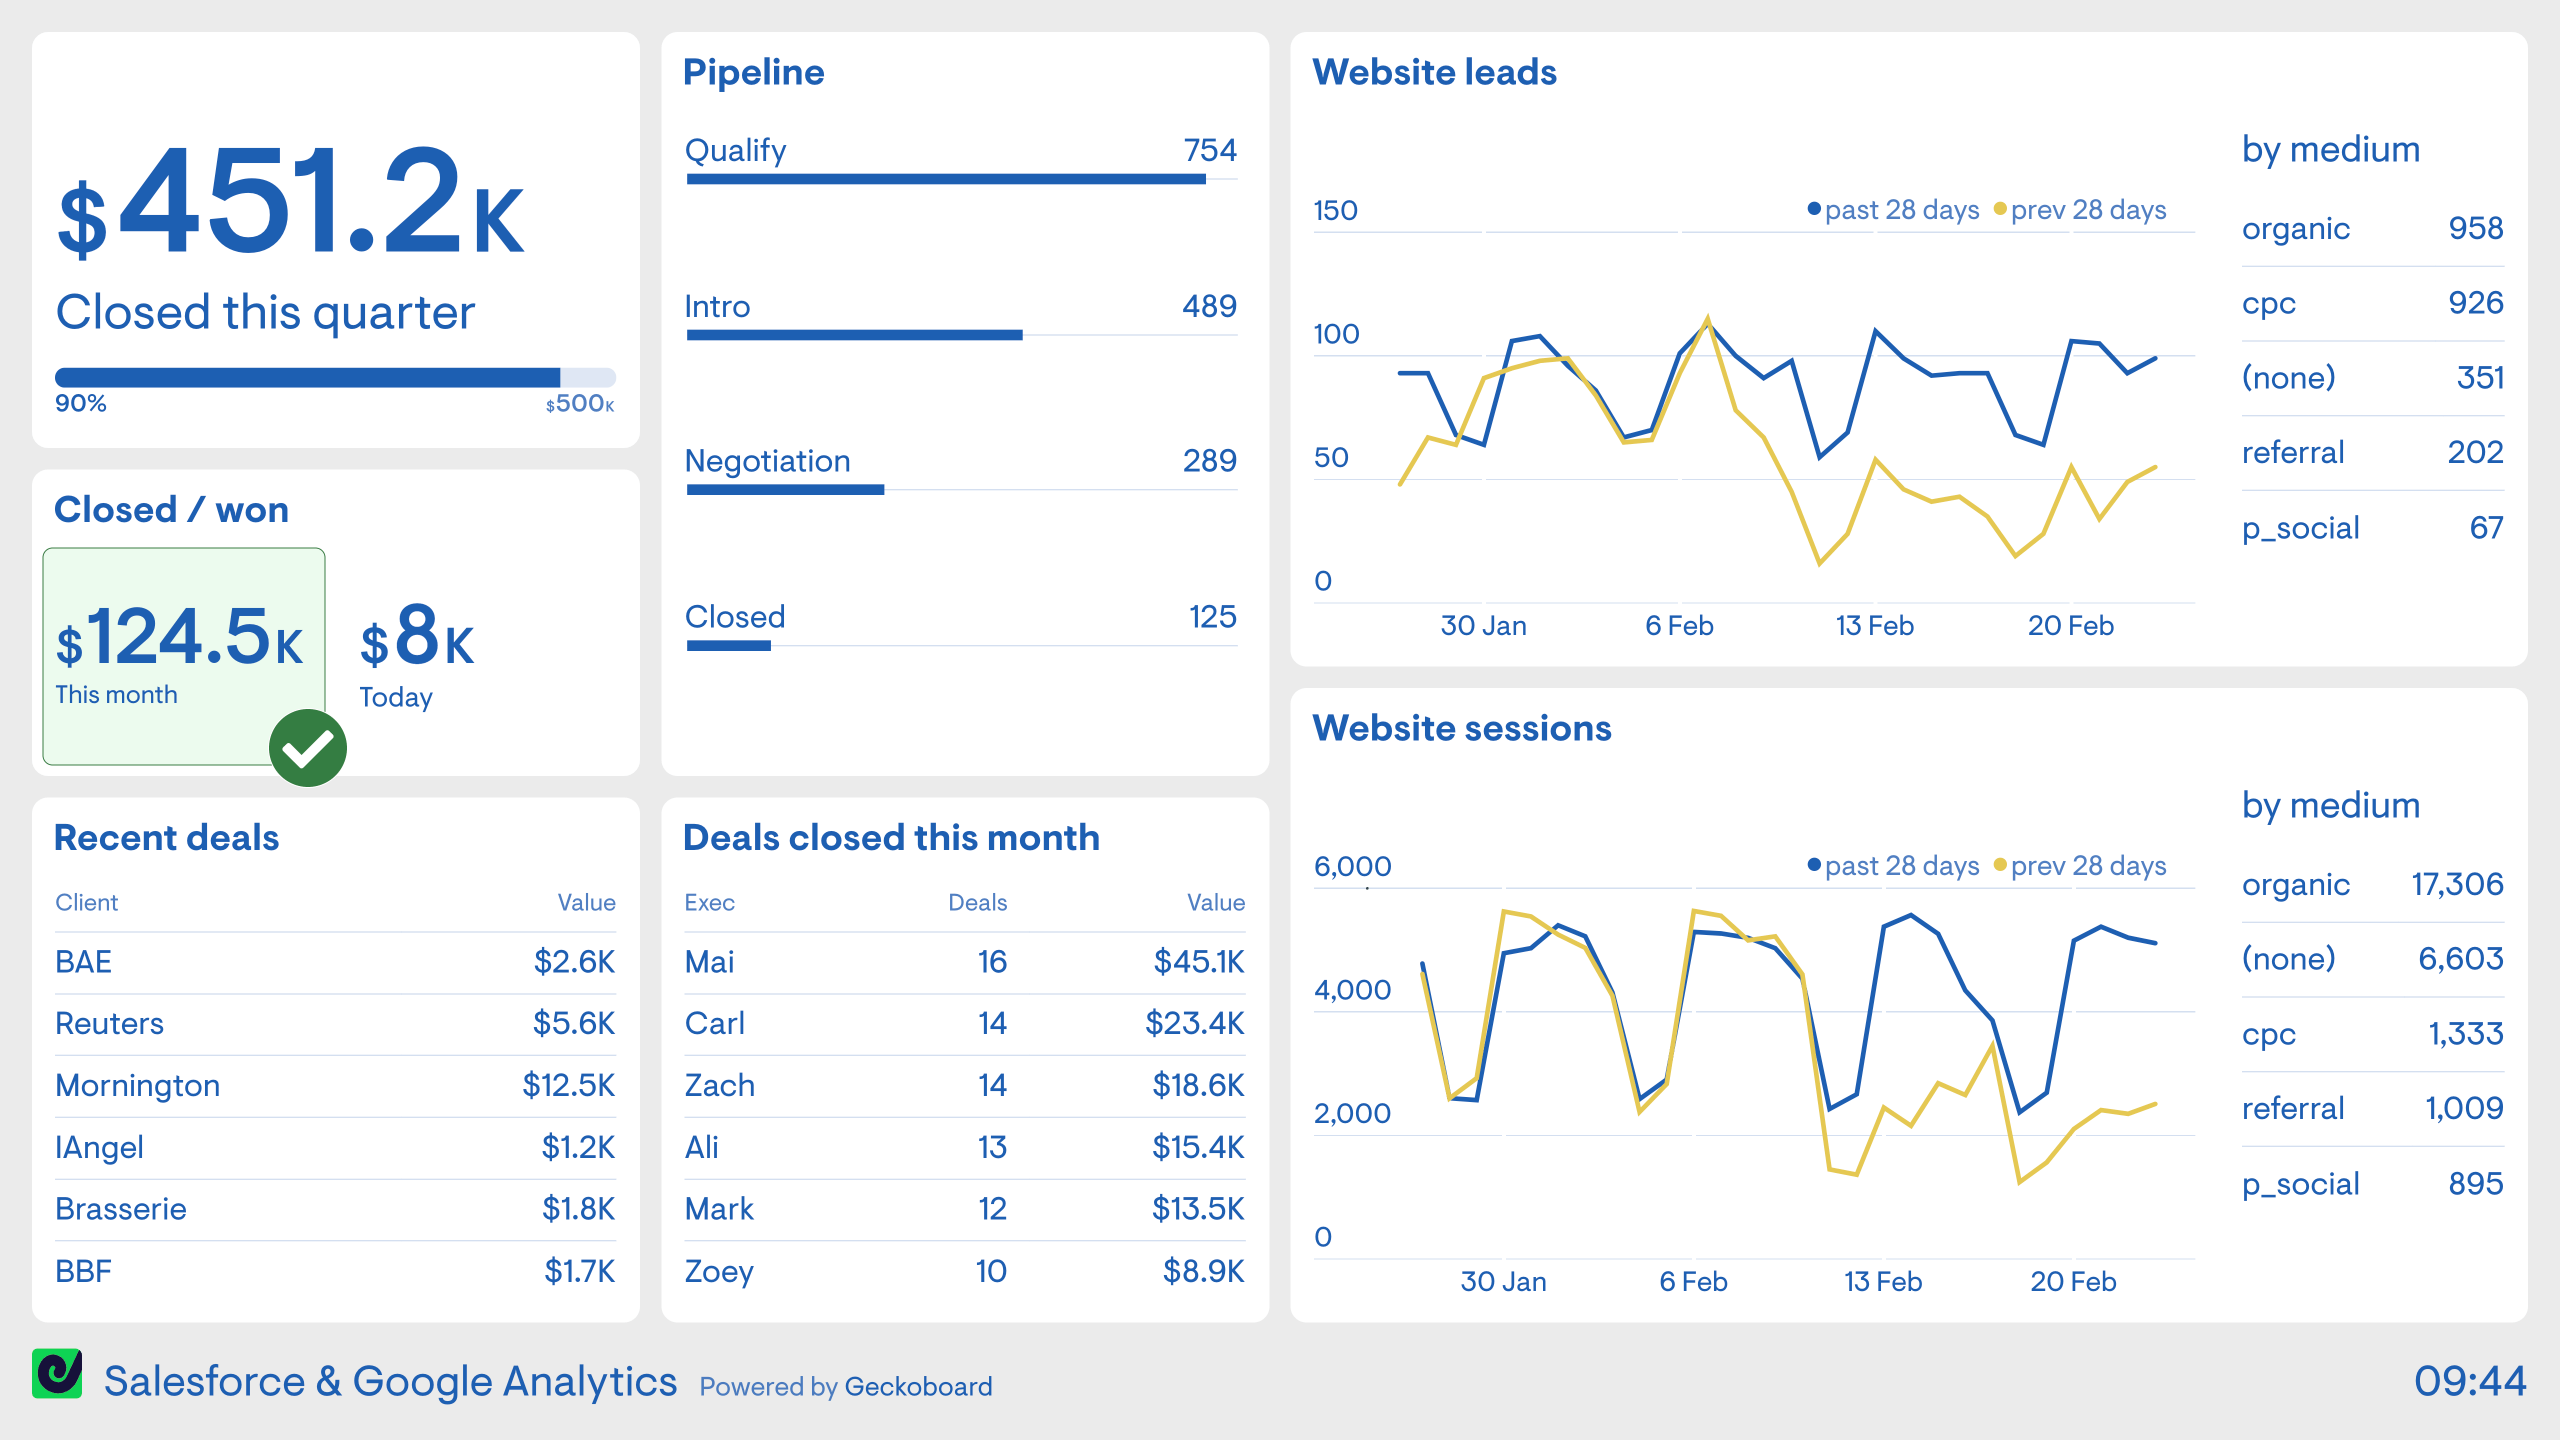 $451.2K
Closed this quarter
90% $500K
Closed / won
$124.5K
This month
$8K
Today
Recent deals
Client Value
BAE $2.6K
Reuters $5.6K
Mornington $12.5K
IAngel $1.2K
Brasserie $1.8K
BBF $1.7K
Pipeline
Qualify 754
Intro 489
Negotiation 289
Closed 125
Deals closed this month
Exec Deals Value
Mai 16 $45.1K
Carl 14 $23.4K
Zach 14 $18.6K
Ali 13 $15.4K
Mark 12 $13.5K
Zoey 10 $8.9K
Website leads
past 28 days prev 28 days
150
100
50
0
30 Jan 6 Feb 13 Feb 20 Feb
by medium
organic 958
cpc 926
(none) 351
referral 202
p_social 67
Website sessions
past 28 days prev 28 days
6,000
4,000
2,000
0
30 Jan 6 Feb 13 Feb 20 Feb
by medium
organic 17,306
(none) 6,603
cpc 1,333
referral 1,009
p_social 895
Salesforce & Google Analytics Powered by Geckoboard
09:44